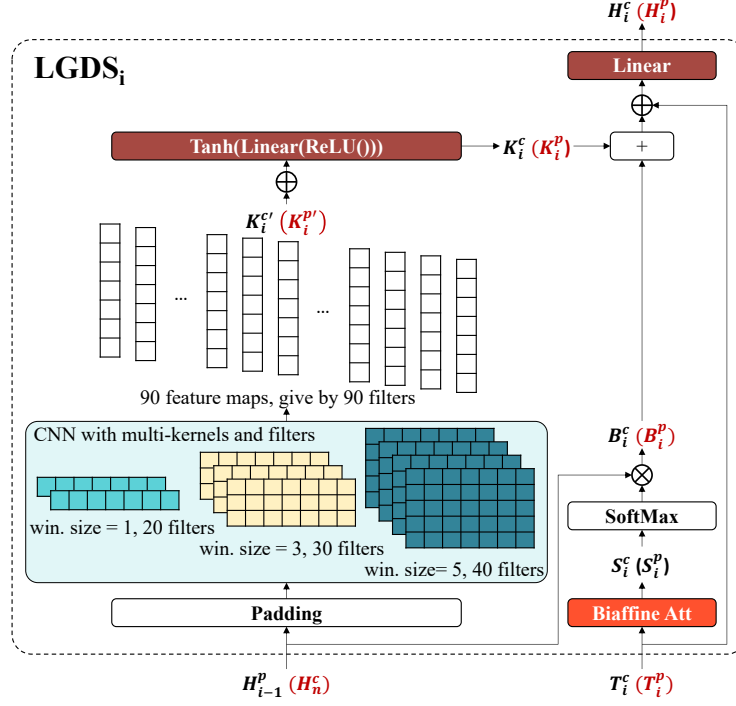 H_i^c (H_i^p)
LGDS_i
Linear
Tanh(Linear(ReLU()))
K_i^c (K_i^p)
+
K_i^{c'} (K_i^{p'})
... ...
90 feature maps, give by 90 filters
CNN with multi-kernels and filters
B_i^c (B_i^p)
win. size = 1, 20 filters
win. size = 3, 30 filters
win. size= 5, 40 filters
SoftMax
S_i^c (S_i^p)
Padding
Biaffine Att
H_{i-1}^p (H_n^c)
T_i^c (T_i^p)